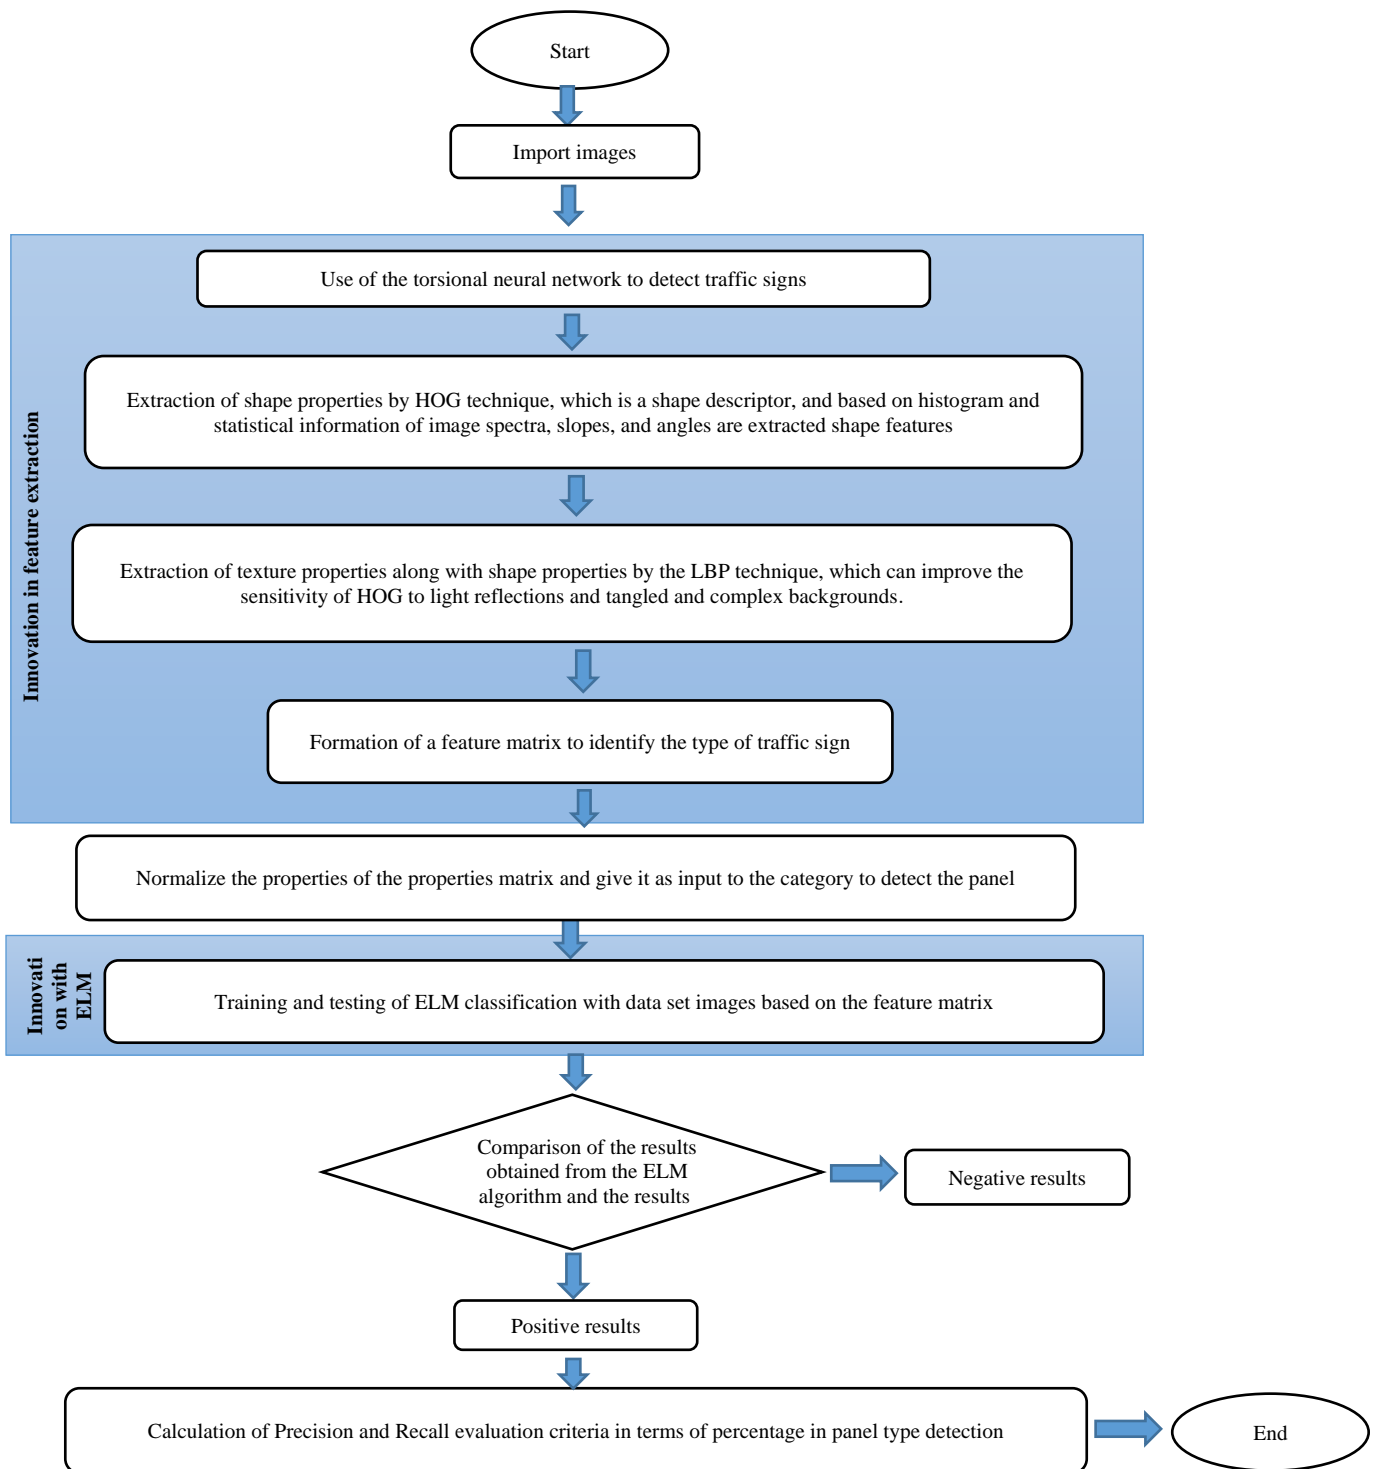 Start
Import images
Innovation in feature extraction
Use of the torsional neural network to detect traffic signs
Extraction of shape properties by HOG technique, which is a shape descriptor, and based on histogram and
statistical information of image spectra, slopes, and angles are extracted shape features
Extraction of texture properties along with shape properties by the LBP technique, which can improve the
sensitivity of HOG to light reflections and tangled and complex backgrounds.
Formation of a feature matrix to identify the type of traffic sign
Normalize the properties of the properties matrix and give it as input to the category to detect the panel
Innovati
on with
ELM
Training and testing of ELM classification with data set images based on the feature matrix
Comparison of the results
obtained from the ELM
algorithm and the results
Negative results
Positive results
Calculation of Precision and Recall evaluation criteria in terms of percentage in panel type detection
End